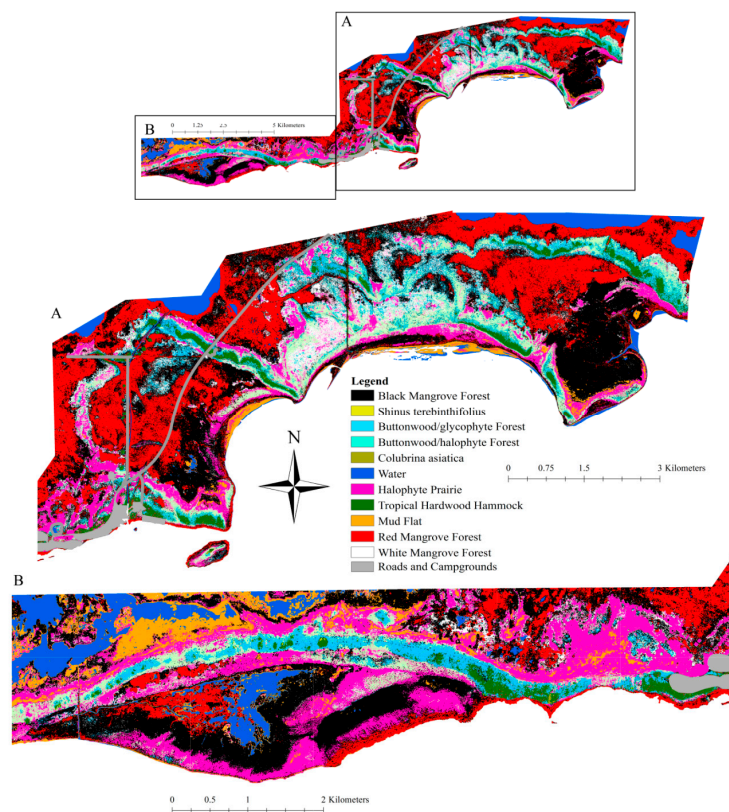 A
B
0 1.25 2.5 5 Kilometers
A
Legend
Black Mangrove Forest
Shinus terebinthifolius
Buttonwood/glycophyte Forest
Buttonwood/halophyte Forest
Colubrina asiatica
Water
Halophyte Prairie
Tropical Hardwood Hammock
Mud Flat
Red Mangrove Forest
White Mangrove Forest
Roads and Campgrounds
N
0 0.75 1.5 3 Kilometers
B
0 0.5 1 2 Kilometers